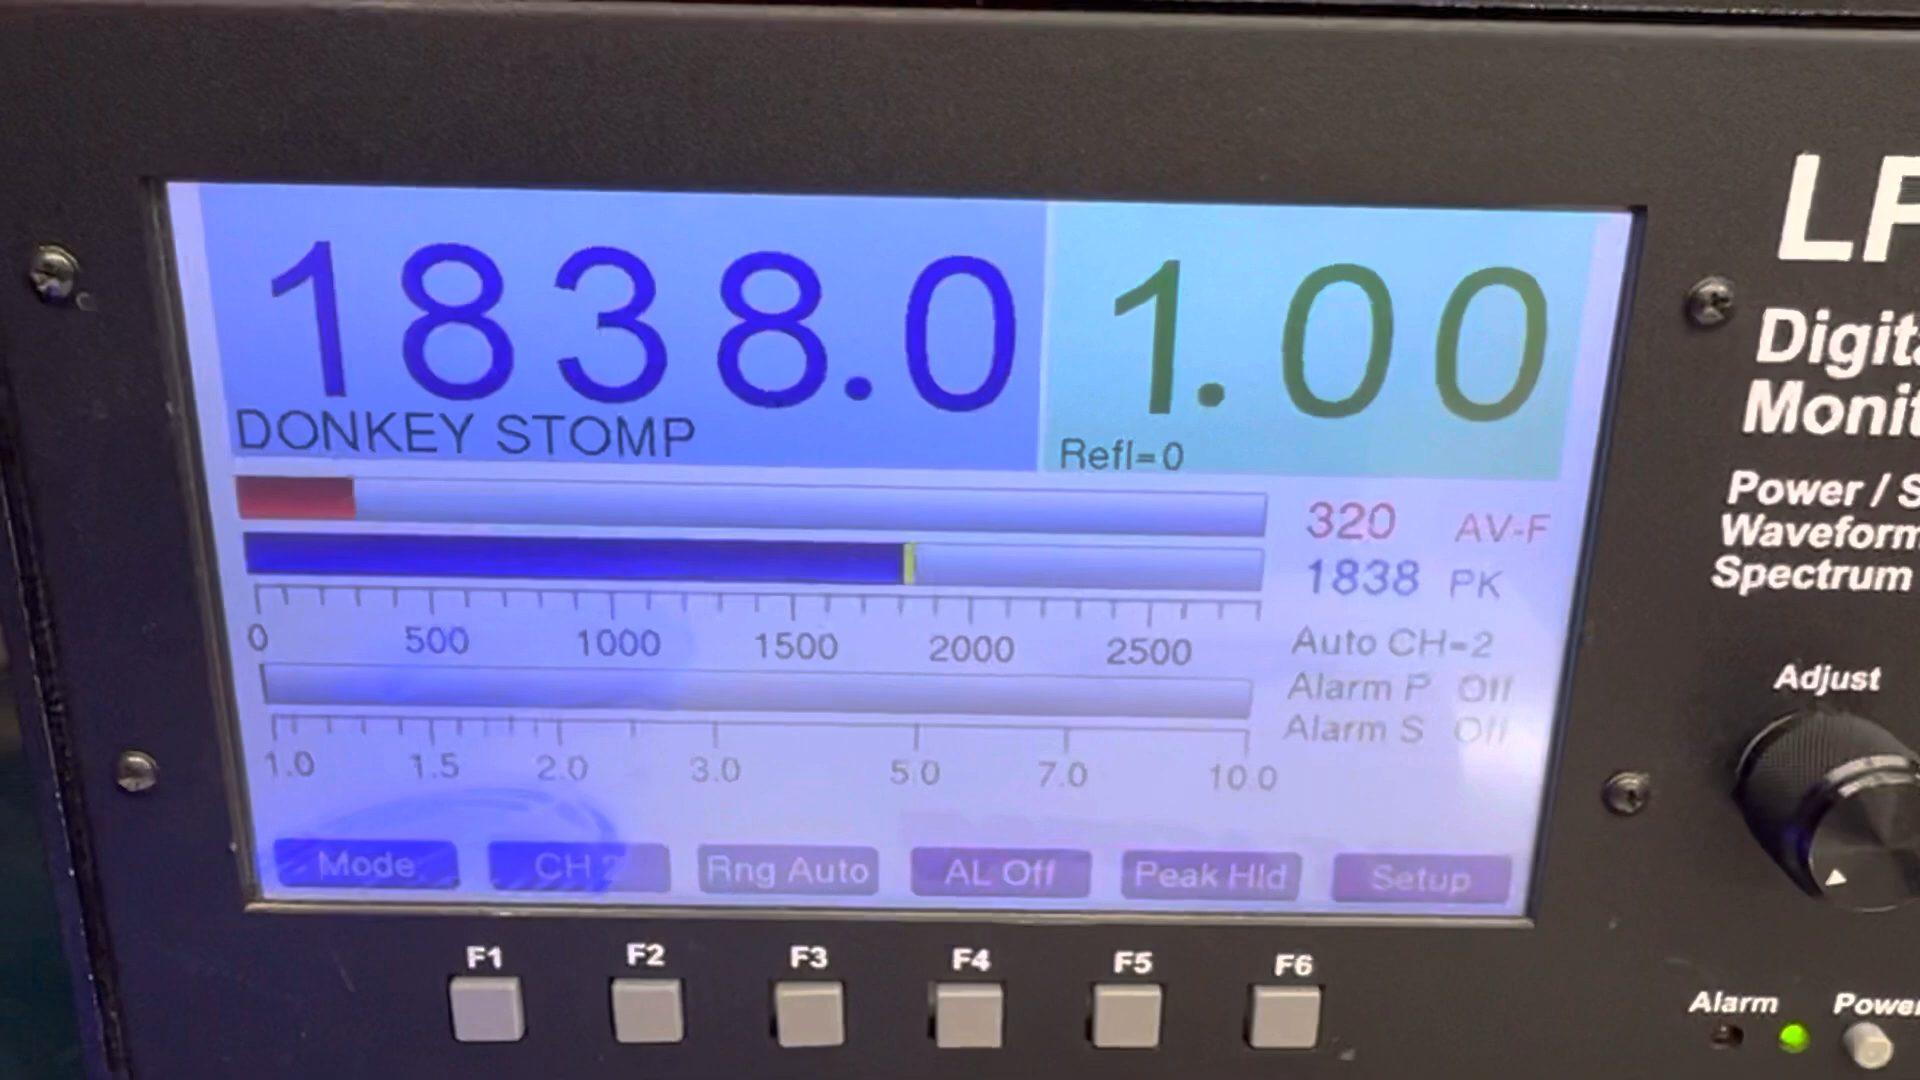 1838.0 1.00
DONKEY STOMP Refl=0
320 AV-F
1838 PK
0 500 1000 1500 2000 2500
Auto CH=2
Alarm P Off
Alarm S Off
1.0 1.5 2.0 3.0 5.0 7.0 10.0
Mode CH 2 Rng Auto AL Off Peak Hld Setup
F1 F2 F3 F4 F5 F6
LP
Digita
Monit
Power / S
Waveform
Spectrum
Adjust
Alarm Power